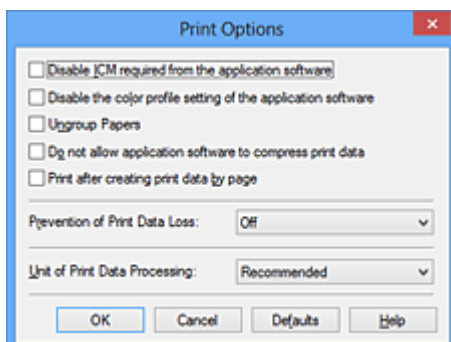 Print Options
Disable ICM required from the application software
Disable the color profile setting of the application software
Ungroup Papers
Do not allow application software to compress print data
Print after creating print data by page
Prevention of Print Data Loss: Off
Unit of Print Data Processing: Recommended
OK Cancel Defaults Help